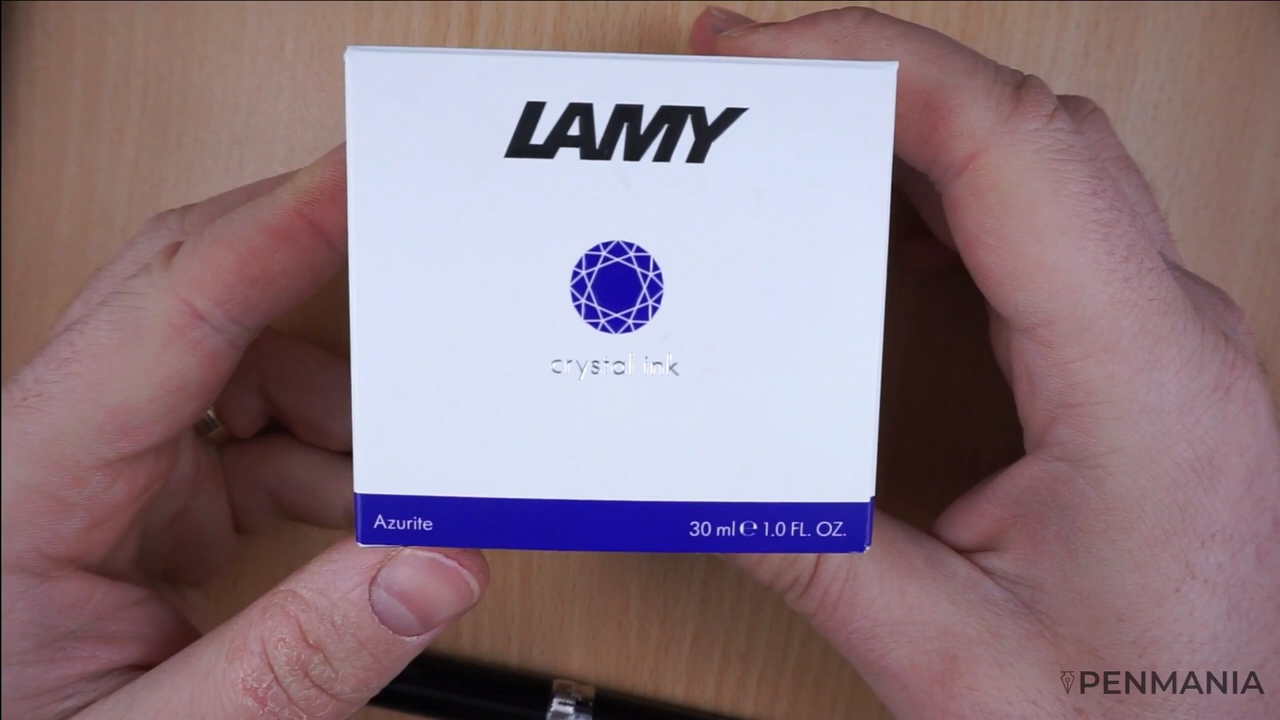 LAMY
crystal ink
Azurite
30 ml ℮ 1.0 FL. OZ.
PENMANIA